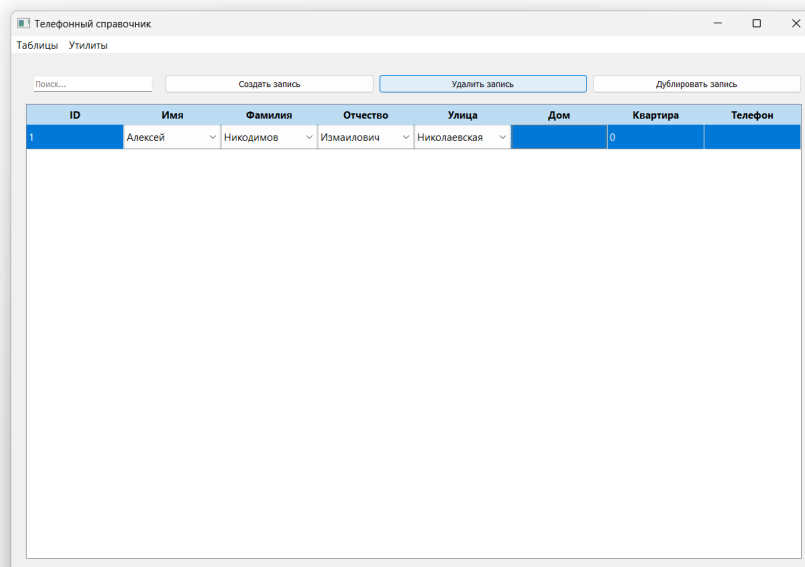 Телефонный справочник
Таблицы Утилиты
Поиск... Создать запись Удалить запись Дублировать запись
ID Имя Фамилия Отчество Улица Дом Квартира Телефон
1 Алексей Никодимов Измаилович Николаевская 0